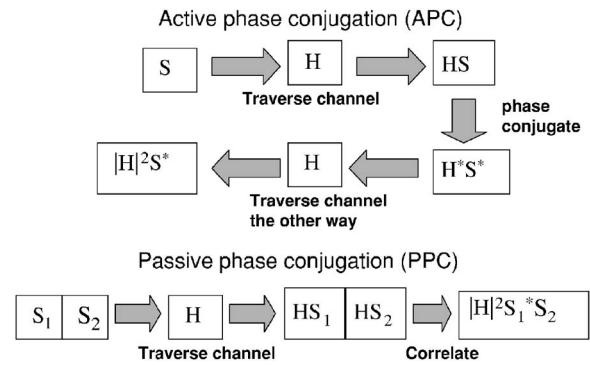 Active phase conjugation (APC)
S H HS
Traverse channel
phase
conjugate
|H|²S* H H*S*
Traverse channel
the other way
Passive phase conjugation (PPC)
S₁ S₂ H HS₁ HS₂ |H|²S₁*S₂
Traverse channel Correlate